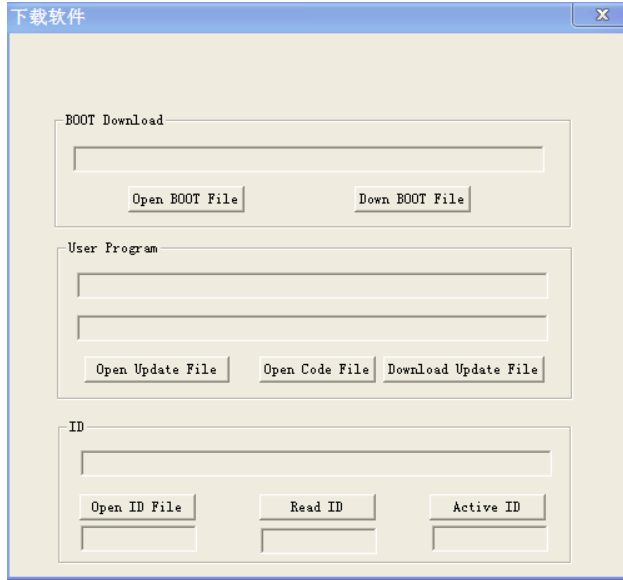 下载软件
BOOT Download
Open BOOT File Down BOOT File
User Program
Open Update File Open Code File Download Update File
ID
Open ID File Read ID Active ID